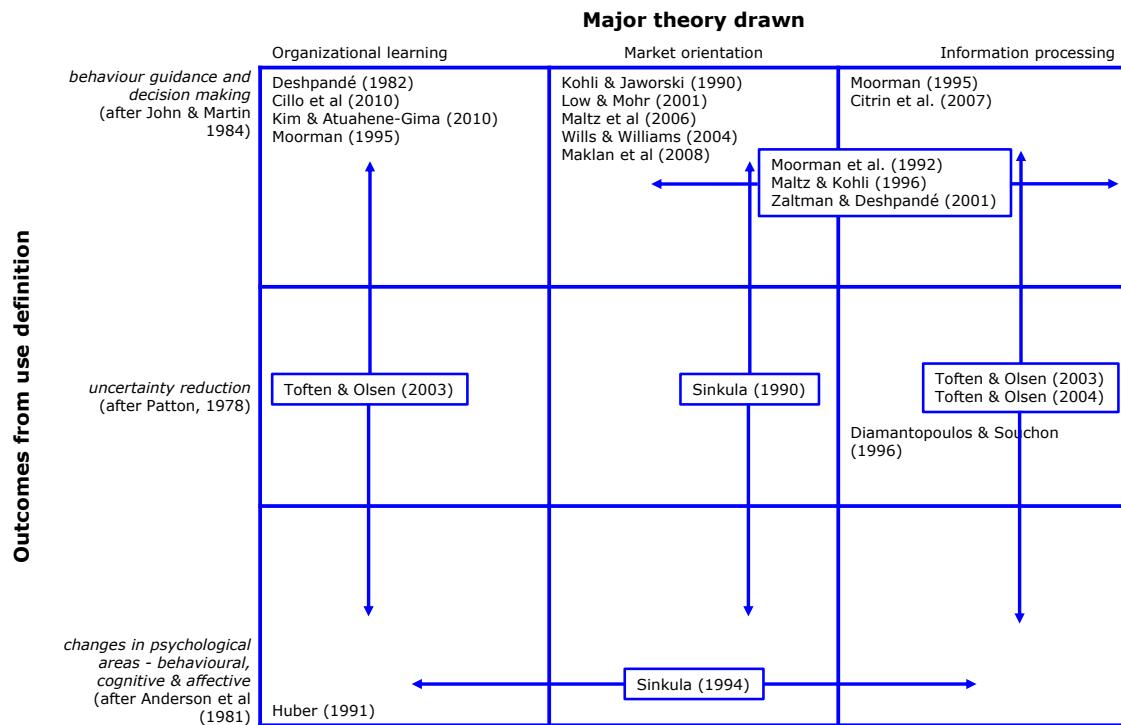 Major theory drawn
Organizational learning
Market orientation
Information processing
Outcomes from use definition
behaviour guidance and
decision making
(after John & Martin
1984)
Deshpandé (1982)
Cillo et al (2010)
Kim & Atuahene-Gima (2010)
Moorman (1995)
Kohli & Jaworski (1990)
Low & Mohr (2001)
Maltz et al (2006)
Wills & Williams (2004)
Maklan et al (2008)
Moorman (1995)
Citrin et al. (2007)
Moorman et al. (1992)
Maltz & Kohli (1996)
Zaltman & Deshpandé (2001)
uncertainty reduction
(after Patton, 1978)
Toften & Olsen (2003)
Sinkula (1990)
Toften & Olsen (2003)
Toften & Olsen (2004)
Diamantopoulos & Souchon
(1996)
changes in psychological
areas - behavioural,
cognitive & affective
(after Anderson et al
(1981)
Sinkula (1994)
Huber (1991)